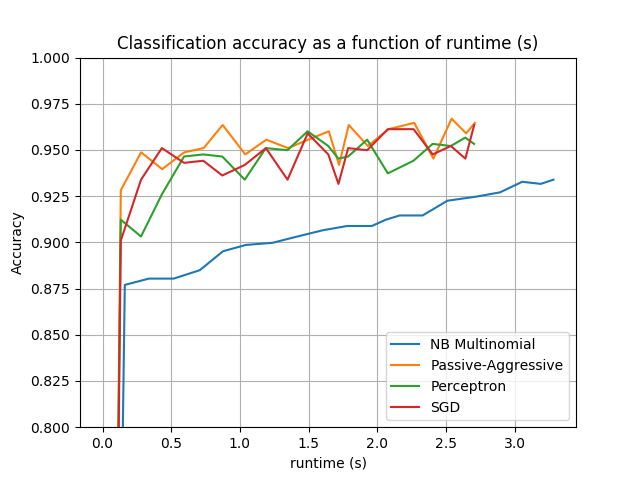 Classification accuracy as a function of runtime (s)
1.000
0.975
0.950
0.925
0.900
0.875
0.850
0.825
0.800
Accuracy
NB Multinomial
Passive-Aggressive
Perceptron
SGD
0.0 0.5 1.0 1.5 2.0 2.5 3.0
runtime (s)